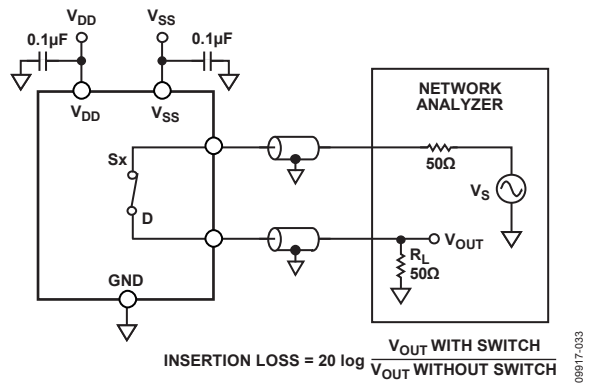 VDD
VSS
0.1µF
0.1µF
VDD
VSS
NETWORK
ANALYZER
Sx
50Ω
VS
D
VOUT
RL
50Ω
GND
INSERTION LOSS = 20 log VOUT WITH SWITCH
VOUT WITHOUT SWITCH
09917-033